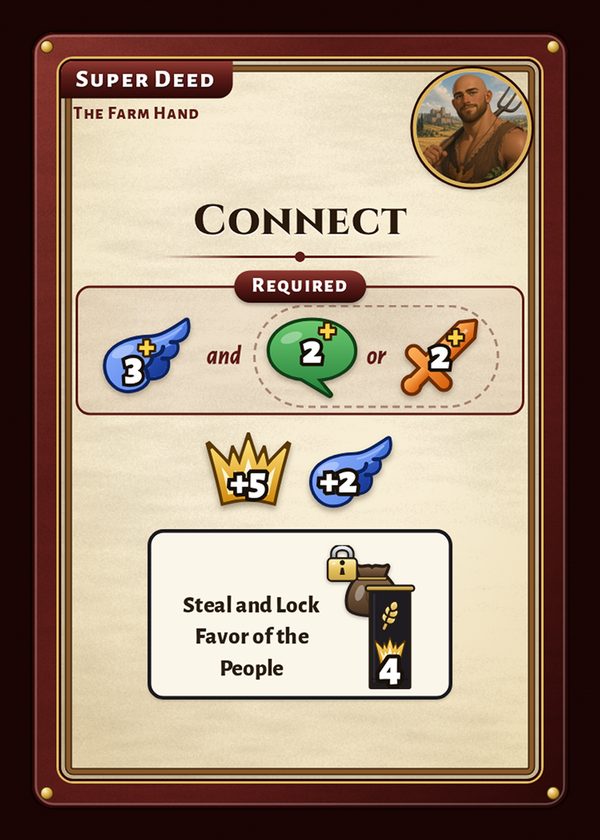 Super Deed
The Farm Hand
Connect
Required
3+ and 2+ or 2+
+5 +2
Steal and Lock
Favor of the
People
4